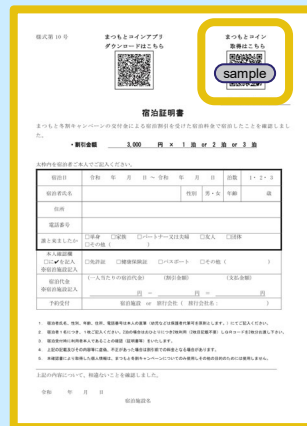 様式第 10 号
まつもとコインアプリ
ダウンロードはこちら
まつもとコイン
取得はこちら
sample
宿泊証明書
まつもと冬割キャンペーンの交付金による宿泊割引を受けた宿泊料金で宿泊したことを確認しました。
・割引金額 3,000 円 × 1 泊 or 2 泊 or 3 泊
太枠内を宿泊者ご本人でご記入ください。
宿泊日 令和 年 月 日 ～ 令和 年 月 日 泊数 1・2・3
宿泊者氏名 性別 男・女 年齢 歳
住所
電話番号
誰と来ましたか □単身 □家族 □パートナー又は夫婦 □友人 □団体
□その他（ ）
本人確認欄
□に✔を記入
※宿泊施設記入
□免許証 □健康保険証 □パスポート □その他（ ）
宿泊代金
※宿泊施設記入
（一人当たりの宿泊代金） （割引金額） （支払金額）
円 － 円 ＝ 円
予約受付 宿泊施設 or 旅行会社（ 旅行会社名： ）
上記の内容について、相違ないことを確認しました。
令和 年 月 日
宿泊施設名